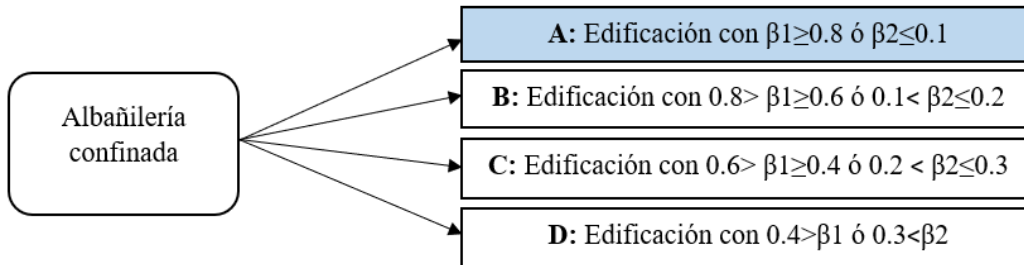 Albañilería
confinada
A: Edificación con β1≥0.8 ó β2≤0.1
B: Edificación con 0.8> β1≥0.6 ó 0.1< β2≤0.2
C: Edificación con 0.6> β1≥0.4 ó 0.2 < β2≤0.3
D: Edificación con 0.4>β1 ó 0.3<β2